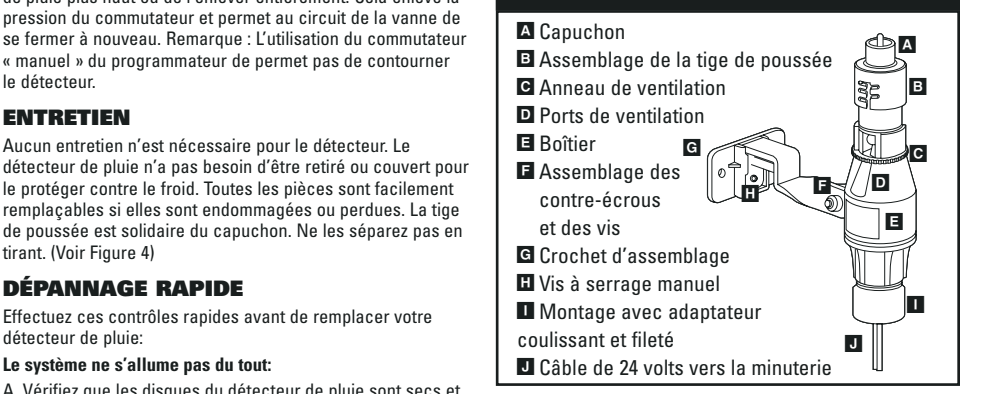 de pluie plus haut ou de l'enlever entièrement. Cela enlève la
pression du commutateur et permet au circuit de la vanne de
se fermer à nouveau. Remarque : L'utilisation du commutateur
« manuel » du programmateur de permet pas de contourner
le détecteur.
ENTRETIEN
Aucun entretien n'est nécessaire pour le détecteur. Le
détecteur de pluie n'a pas besoin d'être retiré ou couvert pour
le protéger contre le froid. Toutes les pièces sont facilement
remplaçables si elles sont endommagées ou perdues. La tige
de poussée est solidaire du capuchon. Ne les séparez pas en
tirant. (Voir Figure 4)
DÉPANNAGE RAPIDE
Effectuez ces contrôles rapides avant de remplacer votre
détecteur de pluie:
Le système ne s'allume pas du tout:
A. Vérifiez que les disques du détecteur de pluie sont secs et
A Capuchon
B Assemblage de la tige de poussée
C Anneau de ventilation
D Ports de ventilation
E Boîtier
F Assemblage des
contre-écrous
et des vis
G Crochet d'assemblage
H Vis à serrage manuel
I Montage avec adaptateur
coulissant et fileté
J Câble de 24 volts vers la minuterie
A
B
G
C
D
F
H
E
I
J